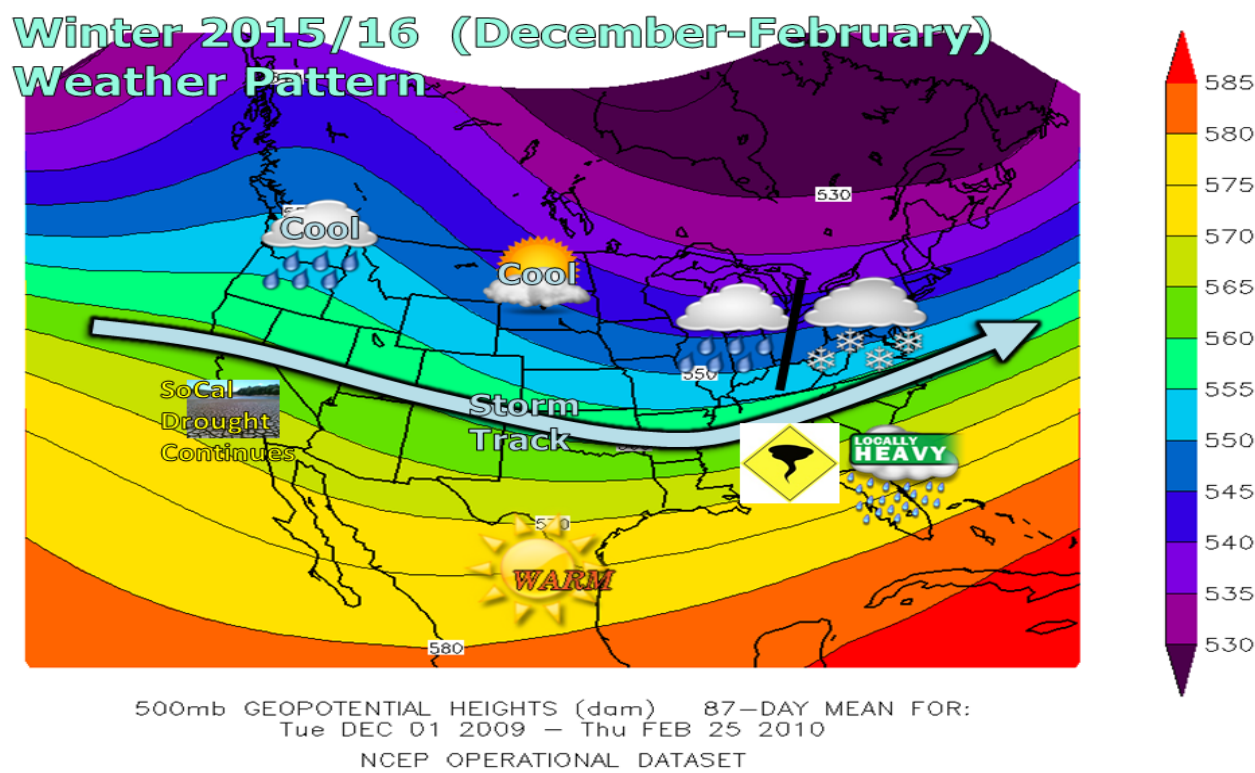 Winter 2015/16 (December-February)
Weather Pattern
530
Cool
Cool
550
SoCal
Drought
Continues
Storm
Track
LOCALLY
HEAVY
570
WARM
580
585
580
575
570
565
560
555
550
545
540
535
530
500mb GEOPOTENTIAL HEIGHTS (dam) 87-DAY MEAN FOR:
Tue DEC 01 2009 - Thu FEB 25 2010
NCEP OPERATIONAL DATASET